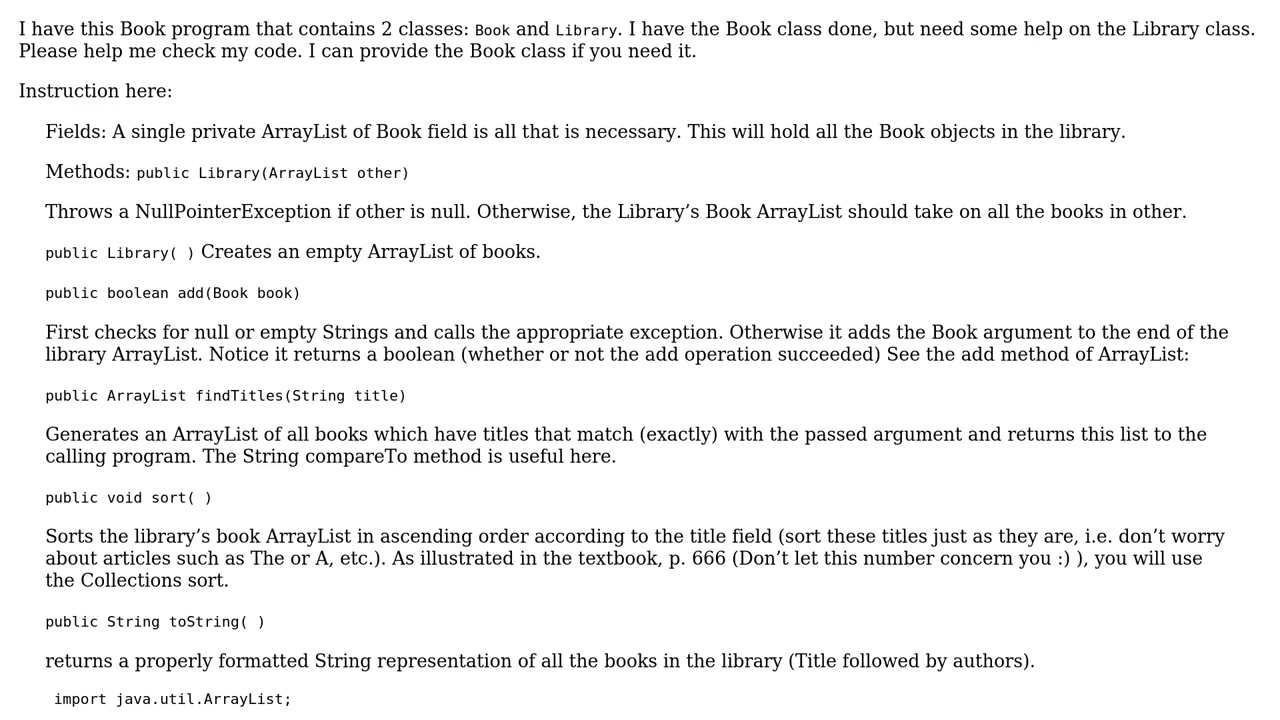 I have this Book program that contains 2 classes: Book and Library. I have the Book class done, but need some help on the Library class.
Please help me check my code. I can provide the Book class if you need it.
Instruction here:
Fields: A single private ArrayList of Book field is all that is necessary. This will hold all the Book objects in the library.
Methods: public Library(ArrayList other)
Throws a NullPointerException if other is null. Otherwise, the Library’s Book ArrayList should take on all the books in other.
public Library( ) Creates an empty ArrayList of books.
public boolean add(Book book)
First checks for null or empty Strings and calls the appropriate exception. Otherwise it adds the Book argument to the end of the
library ArrayList. Notice it returns a boolean (whether or not the add operation succeeded) See the add method of ArrayList:
public ArrayList findTitles(String title)
Generates an ArrayList of all books which have titles that match (exactly) with the passed argument and returns this list to the
calling program. The String compareTo method is useful here.
public void sort( )
Sorts the library’s book ArrayList in ascending order according to the title field (sort these titles just as they are, i.e. don’t worry
about articles such as The or A, etc.). As illustrated in the textbook, p. 666 (Don’t let this number concern you :) ), you will use
the Collections sort.
public String toString( )
returns a properly formatted String representation of all the books in the library (Title followed by authors).
import java.util.ArrayList;